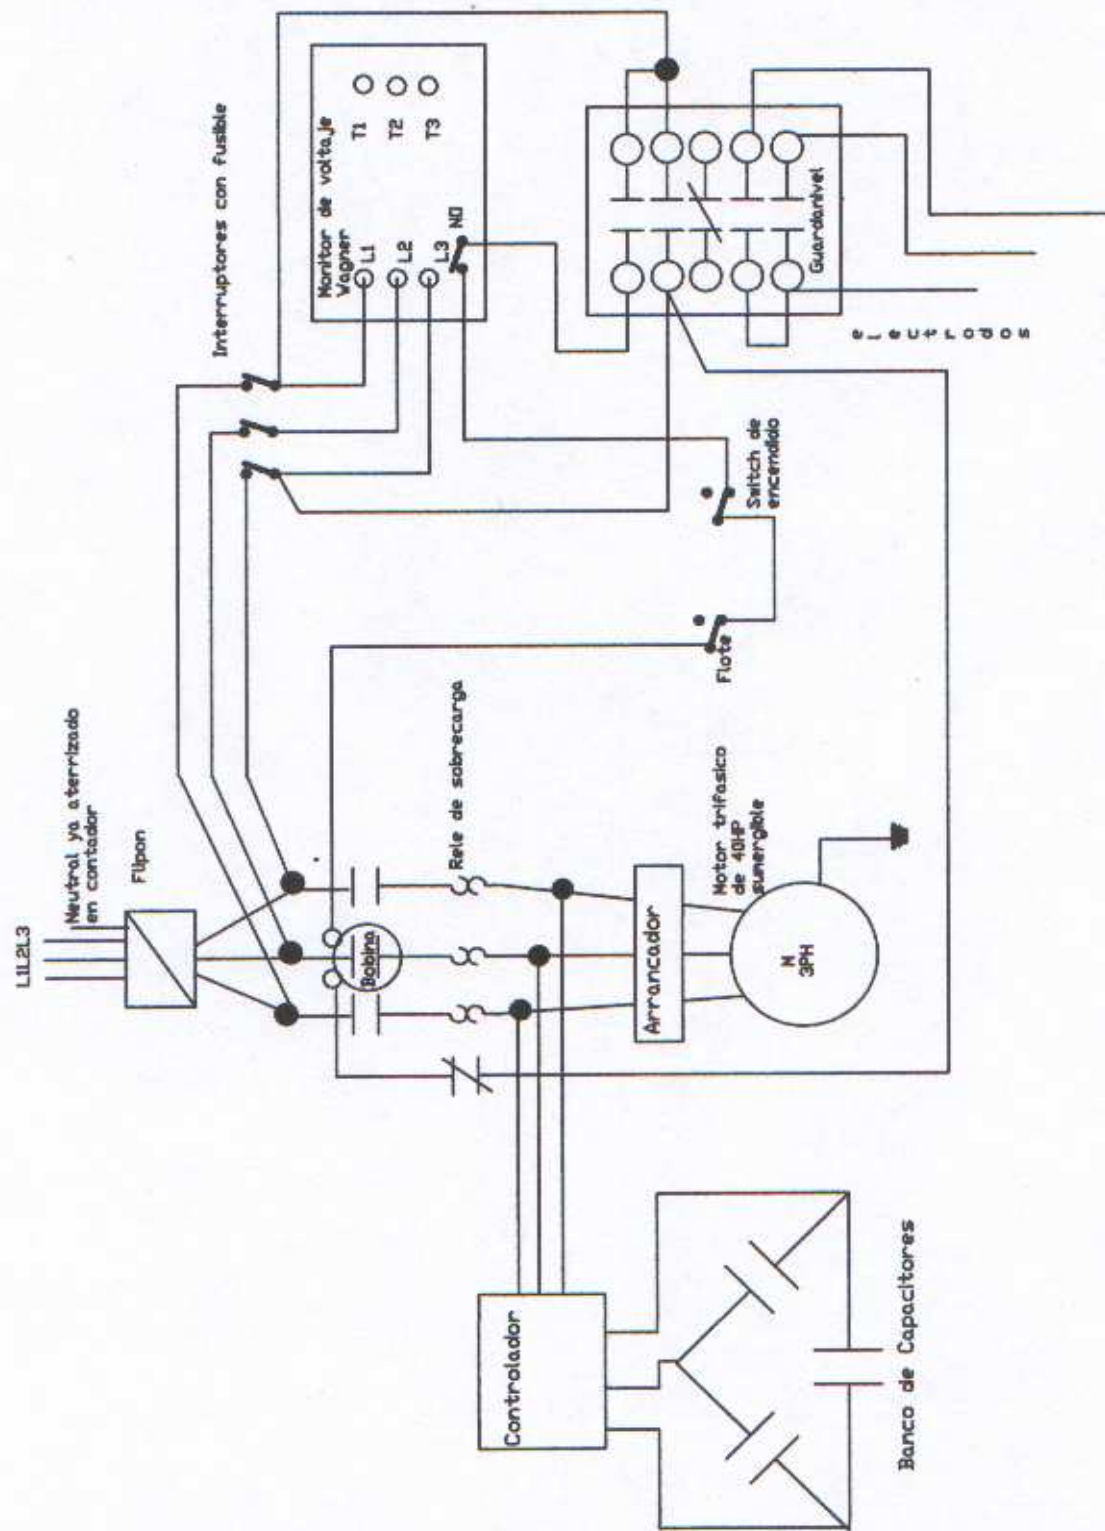 L1L2L3
Neutral ya aterrizado
en contador
Flipon
Interruptores con fusible
Monitor de voltaje
Wagner
T1
T2
T3
L1
L2
L3
NO
Guardanivel
electrodos
Switch de
encendido
Flote
Bobina
Rele de sobrecarga
Arrancador
Motor trifasico
de 40HP
sumergible
M
3PH
Controlador
Banco de Capacitores